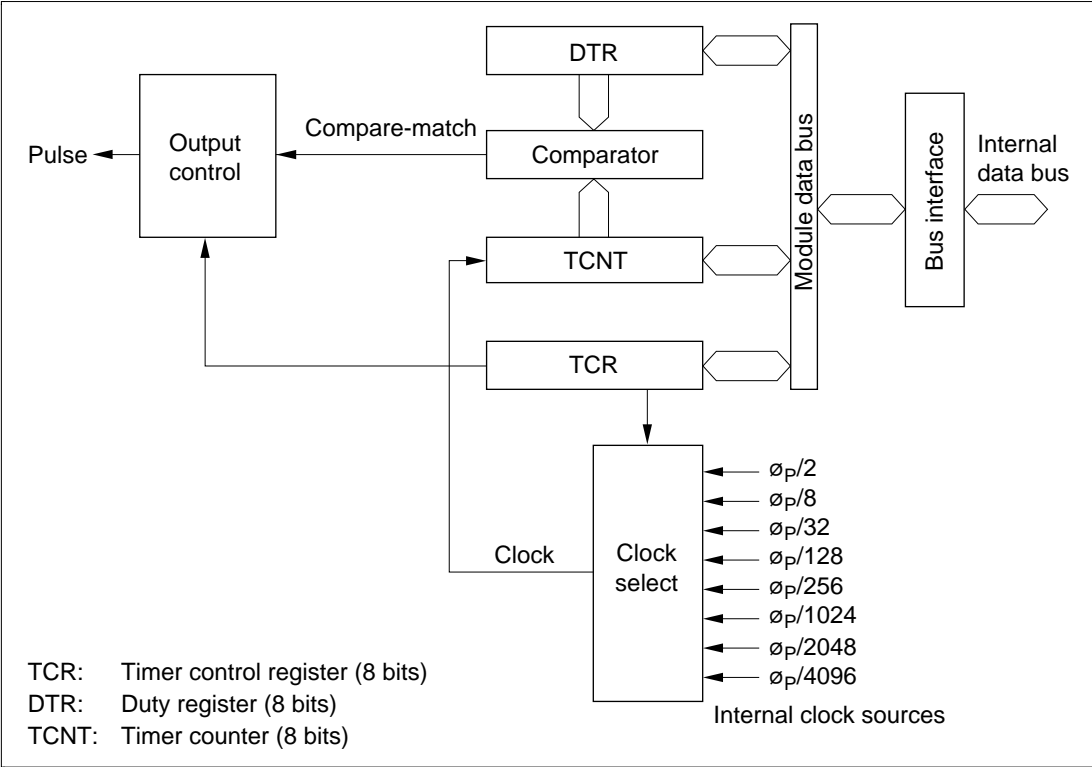 DTR
Compare-match
Pulse
Output
control
Comparator
Module data bus
Bus interface
Internal
data bus
TCNT
TCR
øP/2
øP/8
øP/32
øP/128
øP/256
øP/1024
øP/2048
øP/4096
Clock
Clock
select
Internal clock sources
TCR: Timer control register (8 bits)
DTR: Duty register (8 bits)
TCNT: Timer counter (8 bits)